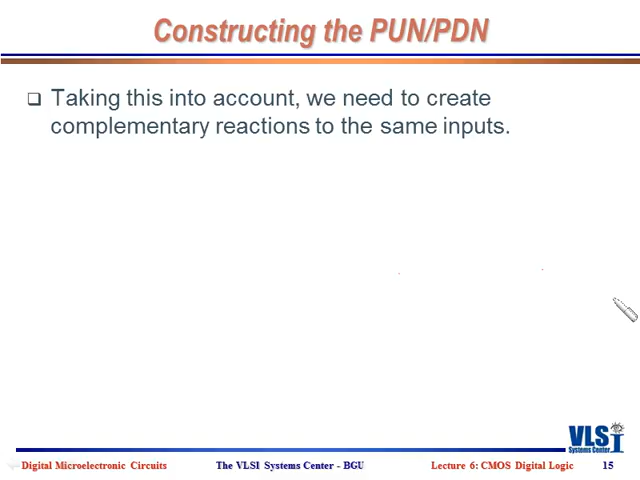 Constructing the PUN/PDN
Taking this into account, we need to create
complementary reactions to the same inputs.
VLSI
Systems Center
Digital Microelectronic Circuits The VLSI Systems Center - BGU Lecture 6: CMOS Digital Logic 15